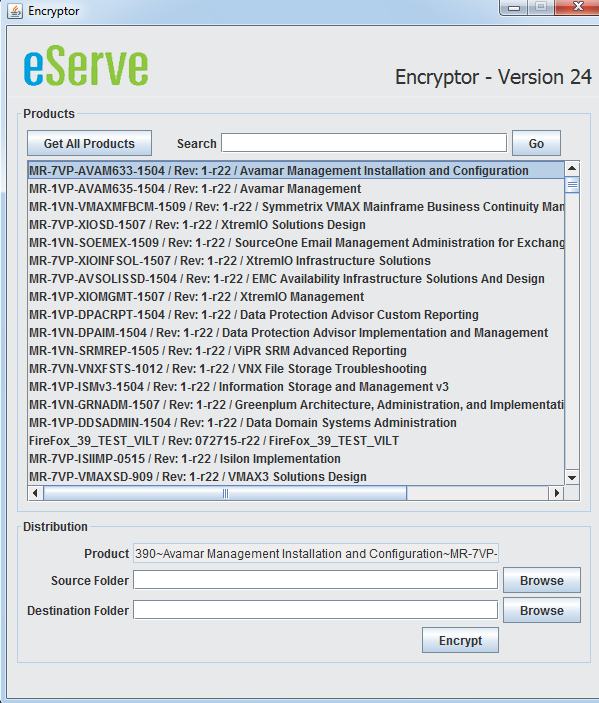 Encryptor
eServe
Encryptor - Version 24
Products
Get All Products Search Go
MR-7VP-AVAM633-1504 / Rev: 1-r22 / Avamar Management Installation and Configuration
MR-1VP-AVAM635-1504 / Rev: 1-r22 / Avamar Management
MR-1VN-VMAXMFBCM-1509 / Rev: 1-r22 / Symmetrix VMAX Mainframe Business Continuity Man
MR-7VP-XIOSD-1507 / Rev: 1-r22 / XtremIO Solutions Design
MR-1VN-SOEMEX-1509 / Rev: 1-r22 / SourceOne Email Management Administration for Exchang
MR-7VP-XIOINFSOL-1507 / Rev: 1-r22 / XtremIO Infrastructure Solutions
MR-7VP-AVSOLISSD-1504 / Rev: 1-r22 / EMC Availability Infrastructure Solutions And Design
MR-1VP-XIOMGMT-1507 / Rev: 1-r22 / XtremIO Management
MR-1VP-DPACRPT-1504 / Rev: 1-r22 / Data Protection Advisor Custom Reporting
MR-1VN-DPAIM-1504 / Rev: 1-r22 / Data Protection Advisor Implementation and Management
MR-1VN-SRMREP-1505 / Rev: 1-r22 / ViPR SRM Advanced Reporting
MR-7VN-VNXFSTS-1012 / Rev: 1-r22 / VNX File Storage Troubleshooting
MR-1VP-ISMv3-1504 / Rev: 1-r22 / Information Storage and Management v3
MR-1VN-GRNADM-1507 / Rev: 1-r22 / Greenplum Architecture, Administration, and Implementati
MR-1VP-DDSADMIN-1504 / Rev: 1-r22 / Data Domain Systems Administration
FireFox_39_TEST_VILT / Rev: 072715-r22 / FireFox_39_TEST_VILT
MR-7VP-ISIIMP-0515 / Rev: 1-r22 / Isilon Implementation
MR-7VP-VMAXSD-909 / Rev: 1-r22 / VMAX3 Solutions Design
Distribution
Product 390~Avamar Management Installation and Configuration~MR-7VP-
Source Folder Browse
Destination Folder Browse
Encrypt